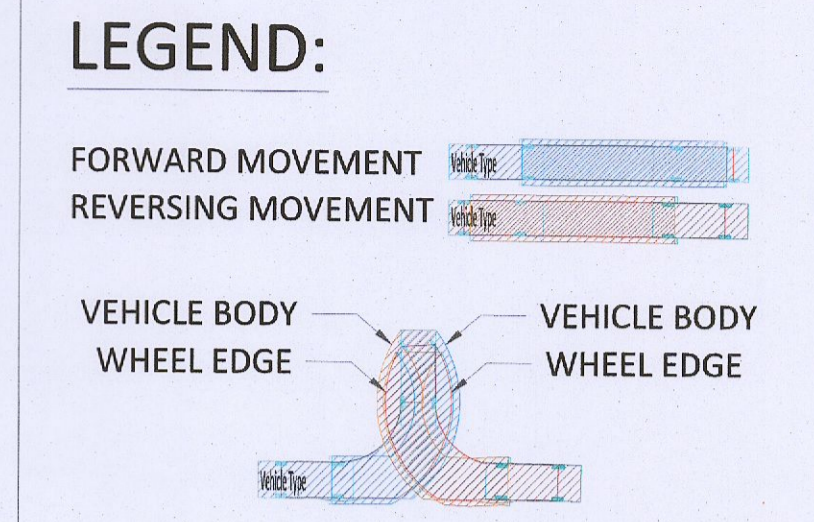 LEGEND:
FORWARD MOVEMENT Vehicle Type
REVERSING MOVEMENT Vehicle Type
VEHICLE BODY VEHICLE BODY
WHEEL EDGE WHEEL EDGE
Vehicle Type